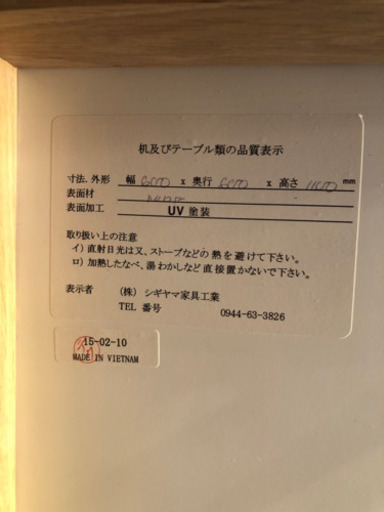 机及びテーブル類の品質表示
寸法、外形 幅 600 x 奥行 600 x 高さ mm
表面材
表面加工 UV 塗装
取り扱い上の注意
イ）直射日光は又、ストーブなどの熱を避けて下さい。
ロ）加熱したなべ、湯わかしなど直接置かないで下さい。
表示者 （株） シギヤマ家具工業
TEL 番号 0944-63-3826
15-02-10
MADE IN VIETNAM